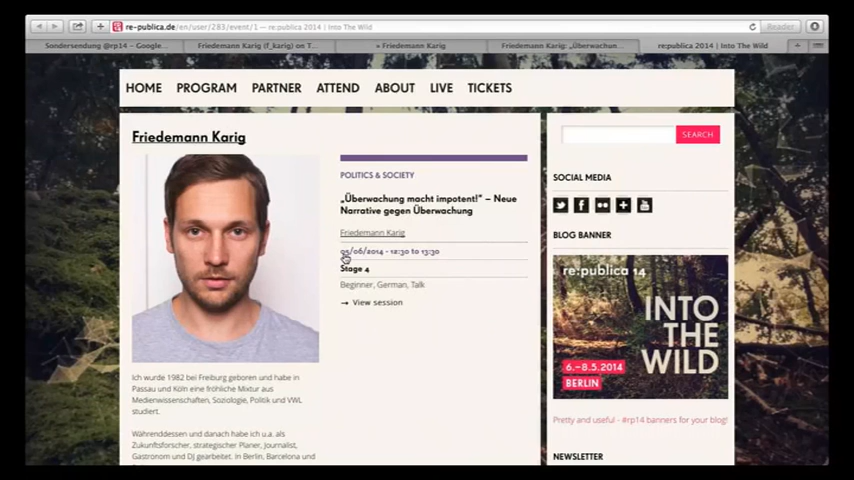 re-publica.de/en/user/283/event/1 — re:publica 2014 | Into The Wild
Reader
Sondersendung @rp14 – Google...
Friedemann Karig (f_karig) on T...
» Friedemann Karig
Friedemann Karig: „Überwachun...
re:publica 2014 | Into The Wild
HOME PROGRAM PARTNER ATTEND ABOUT LIVE TICKETS
Friedemann Karig
POLITICS & SOCIETY
„Überwachung macht impotent!“ – Neue
Narrative gegen Überwachung
Friedemann Karig
/06/2014 - 12:30 to 13:30
Stage 4
Beginner, German, Talk
→ View session
Ich wurde 1982 bei Freiburg geboren und habe in
Passau und Köln eine fröhliche Mixtur aus
Medienwissenschaften, Soziologie, Politik und VWL
studiert.
Währenddessen und danach habe ich u.a. als
Zukunftsforscher, strategischer Planer, Journalist,
Gastronom und DJ gearbeitet. in Berlin, Barcelona und
SEARCH
SOCIAL MEDIA
BLOG BANNER
re:publica 14
INTO
THE
WILD
6.–8.5.2014
BERLIN
Pretty and useful - #rp14 banners for your blog!
NEWSLETTER